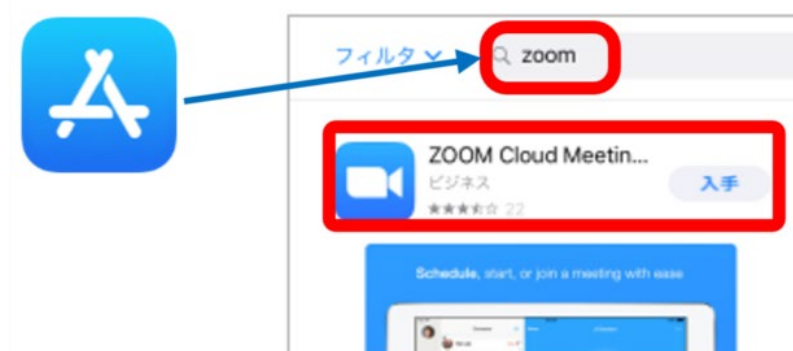 フィルタ
zoom
ZOOM Cloud Meetin...
ビジネス
入手
22
Schedule, start, or join a meeting with ease